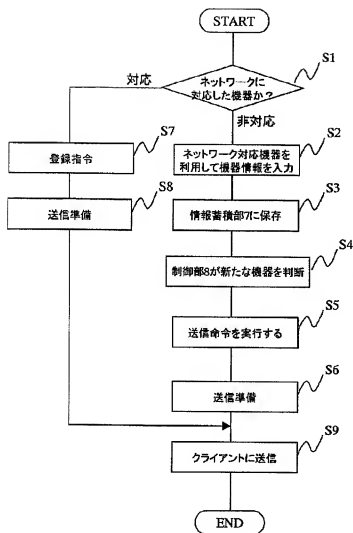 START
S1
ネットワークに
対応した機器か?
対応
非対応
S7
登録指令
S8
送信準備
S2
ネットワーク対応機器を
利用して機器情報を入力
S3
情報蓄積部7に保存
S4
制御部8が新たな機器を判断
S5
送信命令を実行する
S6
送信準備
S9
クライアントに送信
END